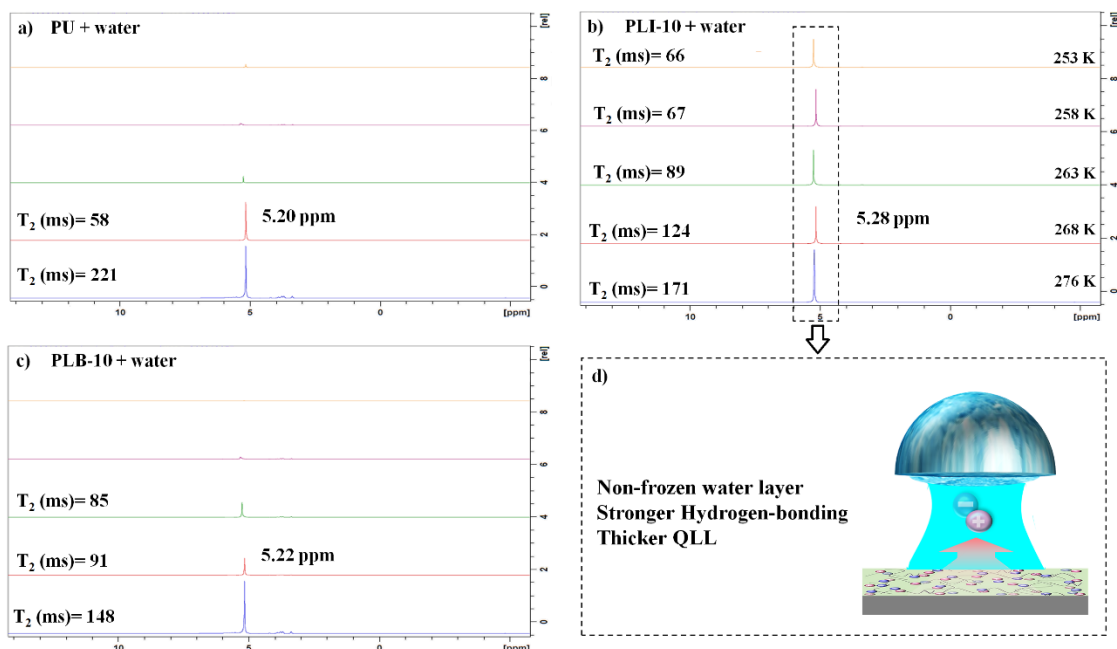 a) PU + water
[rel]
8
6
4
T₂ (ms)= 58
5.20 ppm
2
T₂ (ms)= 221
0
10
5
0
[ppm]
b) PLI-10 + water
[rel]
T₂ (ms)= 66
253 K
8
T₂ (ms)= 67
258 K
6
T₂ (ms)= 89
263 K
4
5.28 ppm
T₂ (ms)= 124
268 K
2
T₂ (ms)= 171
276 K
0
10
5
0
[ppm]
c) PLB-10 + water
[rel]
8
6
T₂ (ms)= 85
4
T₂ (ms)= 91
5.22 ppm
2
T₂ (ms)= 148
0
10
5
0
[ppm]
d)
Non-frozen water layer
Stronger Hydrogen-bonding
Thicker QLL
−
+